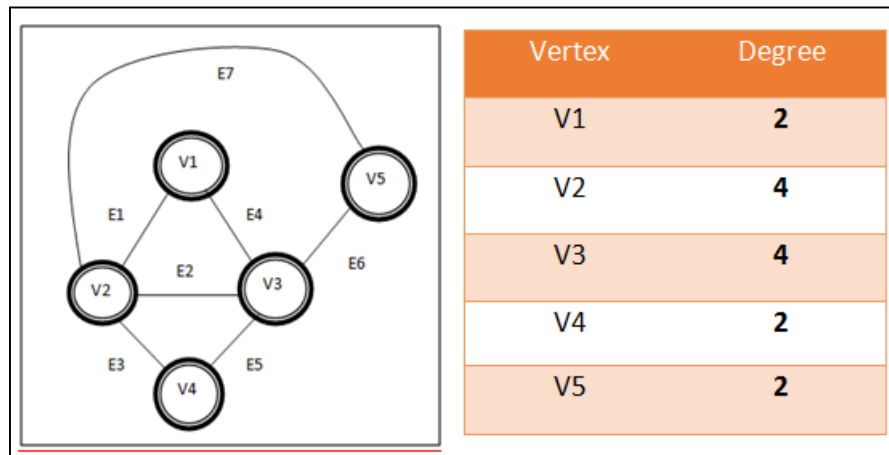 E7
V1
V5
E1
E4
E2
E6
V2
V3
E3
E5
V4
Vertex Degree
V1 2
V2 4
V3 4
V4 2
V5 2